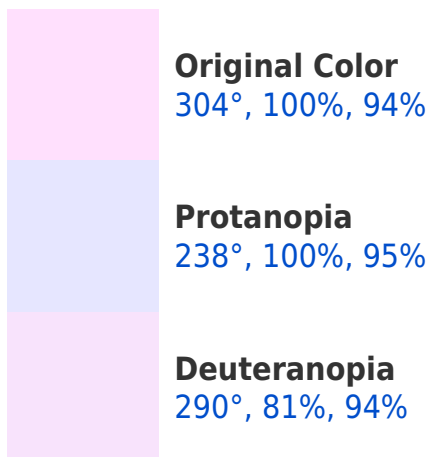 Original Color
304°, 100%, 94%
Protanopia
238°, 100%, 95%
Deuteranopia
290°, 81%, 94%